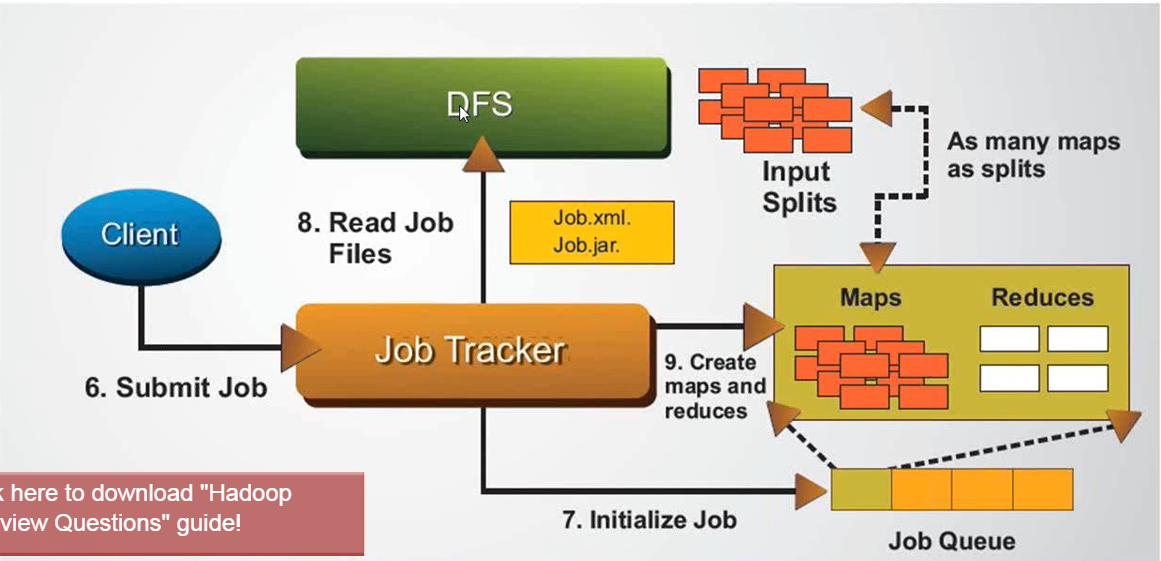 DFS
Input
Splits
As many maps
as splits
Client
8. Read Job
Files
Job.xml.
Job.jar.
Maps
Reduces
Job Tracker
9. Create
maps and
reduces
6. Submit Job
here to download "Hadoop
Questions" guide!
7. Initialize Job
Job Queue